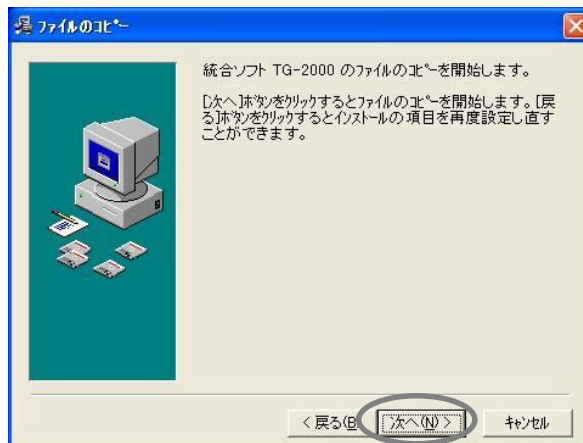 ﾌｧｲﾙのｺﾋﾟｰ
統合ソフト TG-2000 のﾌｧｲﾙのｺﾋﾟｰを開始します。
[次へ]ﾎﾞﾀﾝをｸﾘｯｸするとﾌｧｲﾙのｺﾋﾟｰを開始します。[戻
る]ﾎﾞﾀﾝをｸﾘｯｸするとｲﾝｽﾄｰﾙの項目を再度設定し直す
ことができます。
< 戻る(B
次へ(N) >
ｷｬﾝｾﾙ